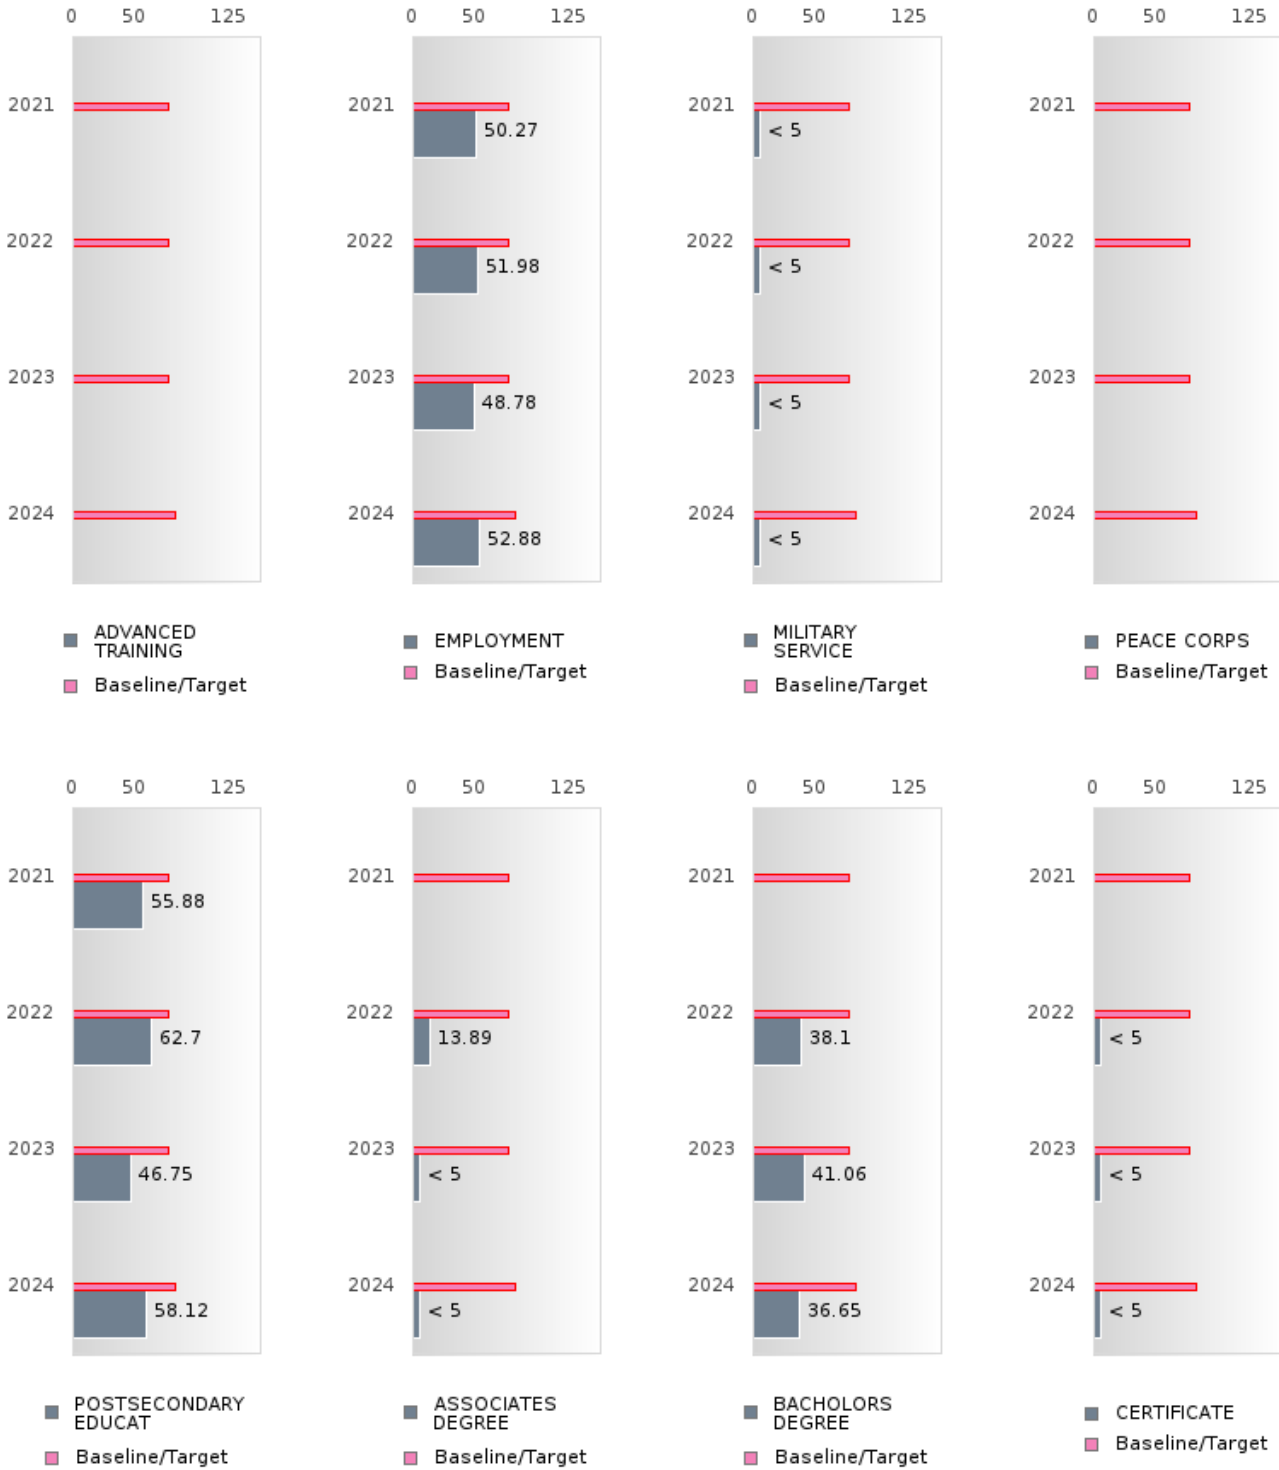 0 50 125
2021
2022
2023
2024
ADVANCED
TRAINING
Baseline/Target
0 50 125
2021
50.27
2022
51.98
2023
48.78
2024
52.88
EMPLOYMENT
Baseline/Target
0 50 125
2021
< 5
2022
< 5
2023
< 5
2024
< 5
MILITARY
SERVICE
Baseline/Target
0 50 125
2021
2022
2023
2024
PEACE CORPS
Baseline/Target
0 50 125
2021
55.88
2022
62.7
2023
46.75
2024
58.12
POSTSECONDARY
EDUCAT
Baseline/Target
0 50 125
2021
2022
13.89
2023
< 5
2024
< 5
ASSOCIATES
DEGREE
Baseline/Target
0 50 125
2021
2022
38.1
2023
41.06
2024
36.65
BACHOLORS
DEGREE
Baseline/Target
0 50 125
2021
2022
< 5
2023
< 5
2024
< 5
CERTIFICATE
Baseline/Target